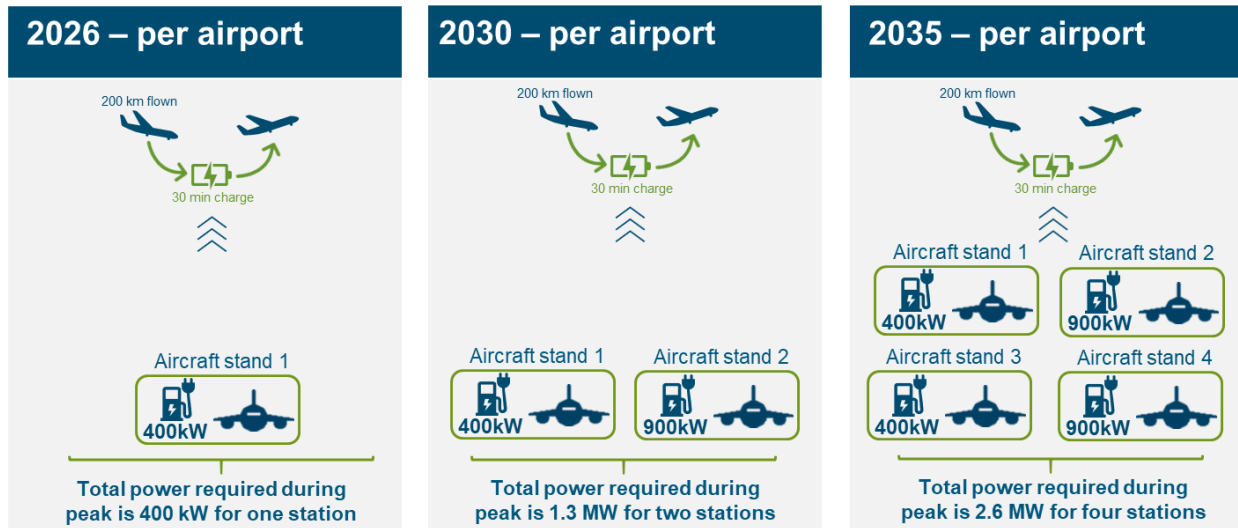 2026 – per airport
200 km flown
30 min charge
Aircraft stand 1
400kW
Total power required during
peak is 400 kW for one station
2030 – per airport
200 km flown
30 min charge
Aircraft stand 1
400kW
Aircraft stand 2
900kW
Total power required during
peak is 1.3 MW for two stations
2035 – per airport
200 km flown
30 min charge
Aircraft stand 1
400kW
Aircraft stand 2
900kW
Aircraft stand 3
400kW
Aircraft stand 4
900kW
Total power required during
peak is 2.6 MW for four stations